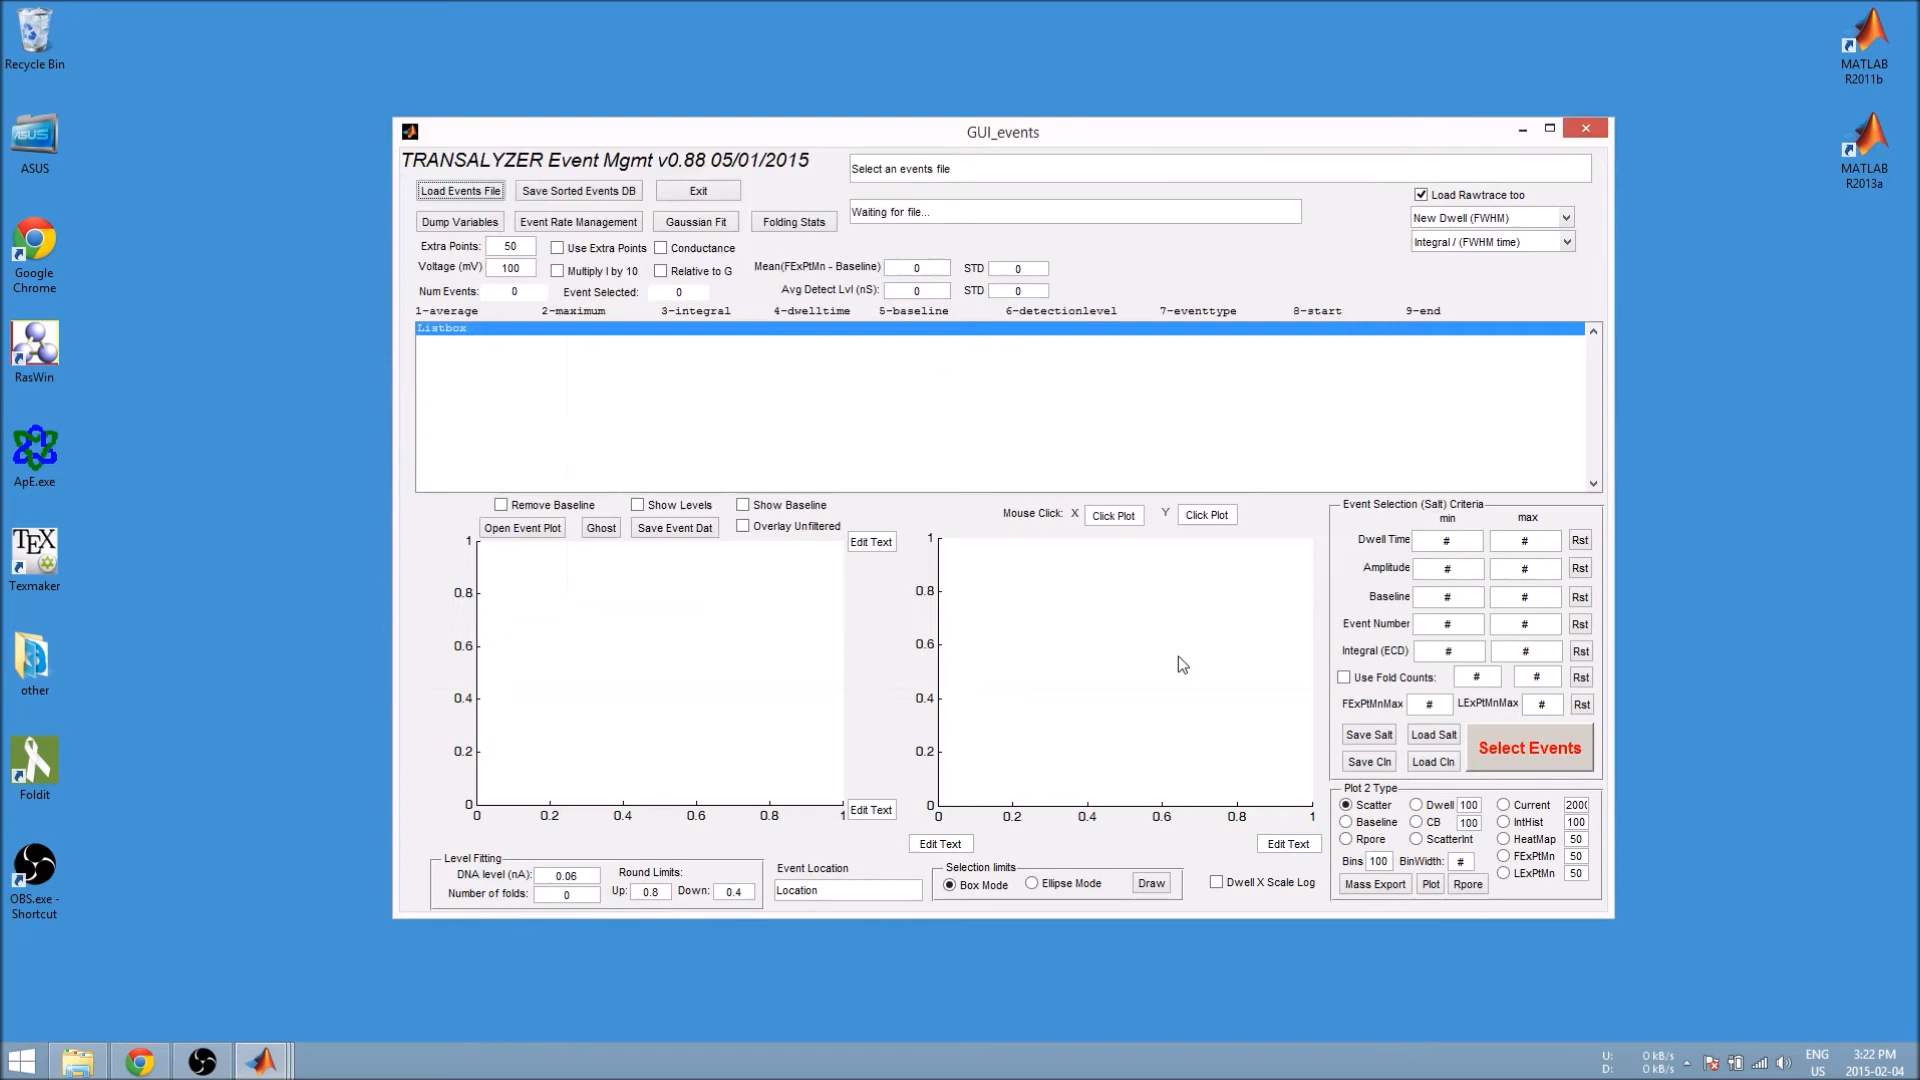 Recycle Bin
ASUS
Google
Chrome
RasWin
ApE.exe
TEX
Texmaker
other
Foldit
OBS.exe -
Shortcut
MATLAB
R2011b
MATLAB
R2013a
GUI_events
TRANSALYZER Event Mgmt v0.88 05/01/2015
Select an events file
Load Events File
Save Sorted Events DB
Exit
Load Rawtrace too
Waiting for file...
New Dwell (FWHM)
Dump Variables
Event Rate Management
Gaussian Fit
Folding Stats
Integral / (FWHM time)
Extra Points: 50
Use Extra Points
Conductance
Voltage (mV) 100
Multiply I by 10
Relative to G
Mean(FExPtMn - Baseline) 0 STD 0
Num Events: 0
Event Selected: 0
Avg Detect Lvl (nS): 0 STD 0
1-average 2-maximum 3-integral 4-dwelltime 5-baseline 6-detectionlevel 7-eventtype 8-start 9-end
Listbox
Remove Baseline
Show Levels
Show Baseline
Open Event Plot
Ghost
Save Event Dat
Overlay Unfiltered
Mouse Click: X Click Plot Y Click Plot
Edit Text
1
0.8
0.6
0.4
0.2
0
0 0.2 0.4 0.6 0.8 1
Edit Text
1
0.8
0.6
0.4
0.2
0
0 0.2 0.4 0.6 0.8 1
Edit Text
Edit Text
Event Selection (Salt) Criteria
min max
Dwell Time # # Rst
Amplitude # # Rst
Baseline # # Rst
Event Number # # Rst
Integral (ECD) # # Rst
Use Fold Counts: # # Rst
FExPtMnMax # LExPtMnMax # Rst
Save Salt
Load Salt
Select Events
Save Cln
Load Cln
Plot 2 Type
Scatter Dwell 100 Current 200
Baseline CB 100 IntHist 100
Rpore ScatterInt HeatMap 50
FExPtMn 50
Bins 100 BinWidth: #
LExPtMn 50
Mass Export
Plot
Rpore
Level Fitting
DNA level (nA): 0.06
Number of folds: 0
Round Limits:
Up: 0.8 Down: 0.4
Event Location
Location
Selection limits
Box Mode
Ellipse Mode
Draw
Dwell X Scale Log
U: 0 kB/s
D: 0 kB/s
ENG
US
3:22 PM
2015-02-04